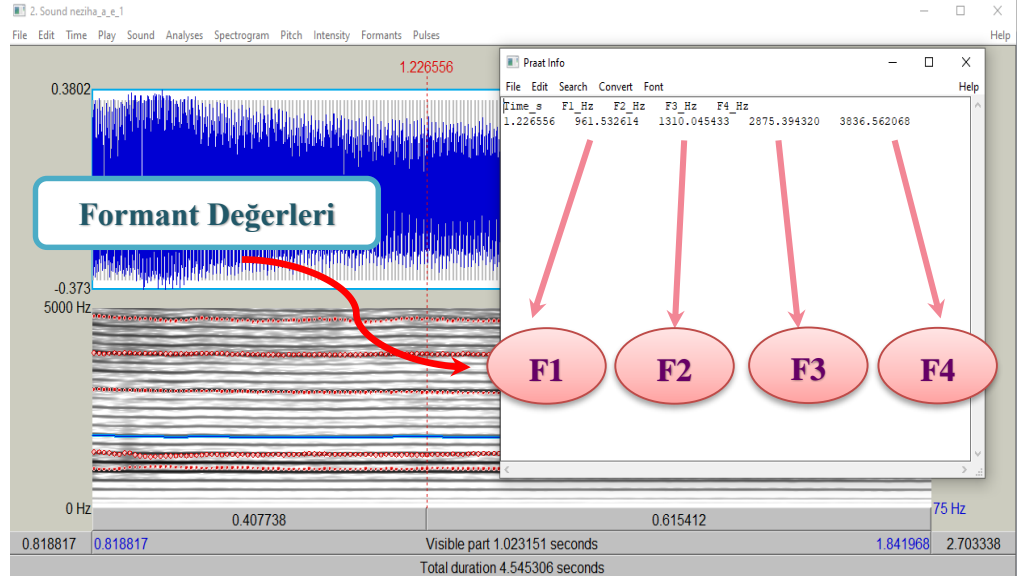 2. Sound neziha_a_e_1
File Edit Time Play Sound Analyses Spectrogram Pitch Intensity Formants Pulses Help
1.226556
0.3802
-0.373
5000 Hz
0 Hz
Formant Değerleri
Praat Info
File Edit Search Convert Font Help
Time_s F1_Hz F2_Hz F3_Hz F4_Hz
1.226556 961.532614 1310.045433 2875.394320 3836.562068
F1 F2 F3 F4
75 Hz
0.407738 0.615412
0.818817 0.818817 Visible part 1.023151 seconds 1.841968 2.703338
Total duration 4.545306 seconds